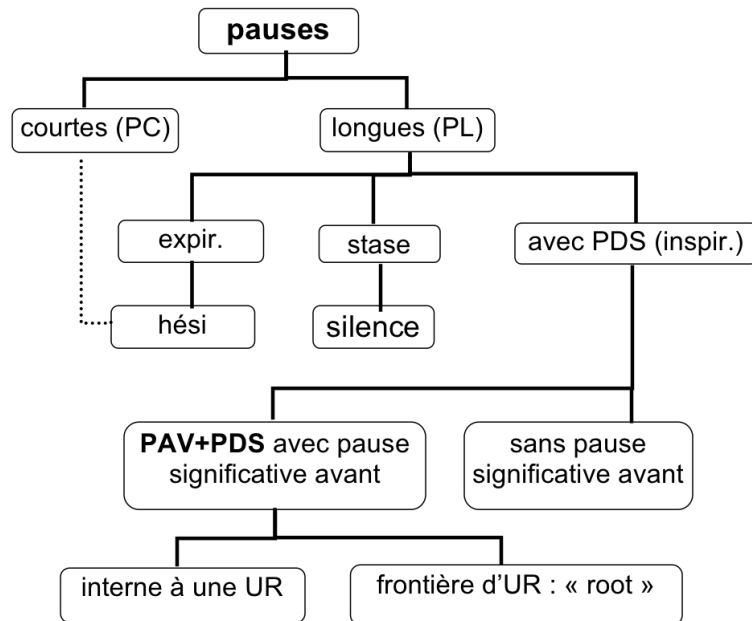 pauses
courtes (PC)
longues (PL)
expir.
stase
avec PDS (inspir.)
hési
silence
PAV+PDS avec pause
significative avant
sans pause
significative avant
interne à une UR
frontière d'UR : « root »